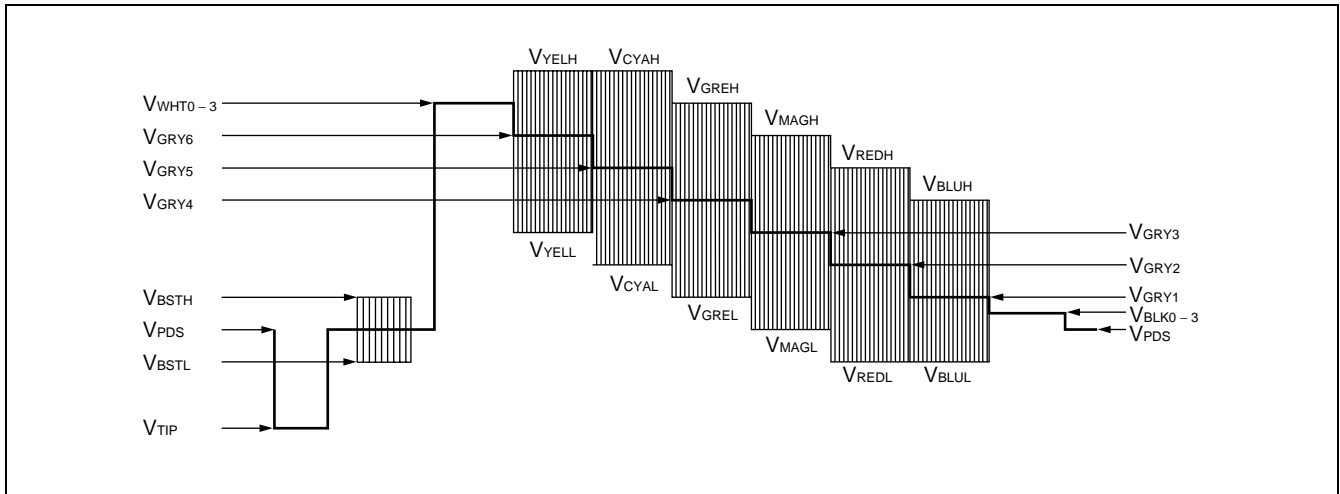 VYELH
VCYAH
VGREH
VMAGH
VREDH
VBLUH
VWHT0 – 3
VGRY6
VGRY5
VGRY4
VBSTH
VPDS
VBSTL
VTIP
VYELL
VCYAL
VGREL
VMAGL
VREDL
VBLUL
VGRY3
VGRY2
VGRY1
VBLK0 – 3
VPDS